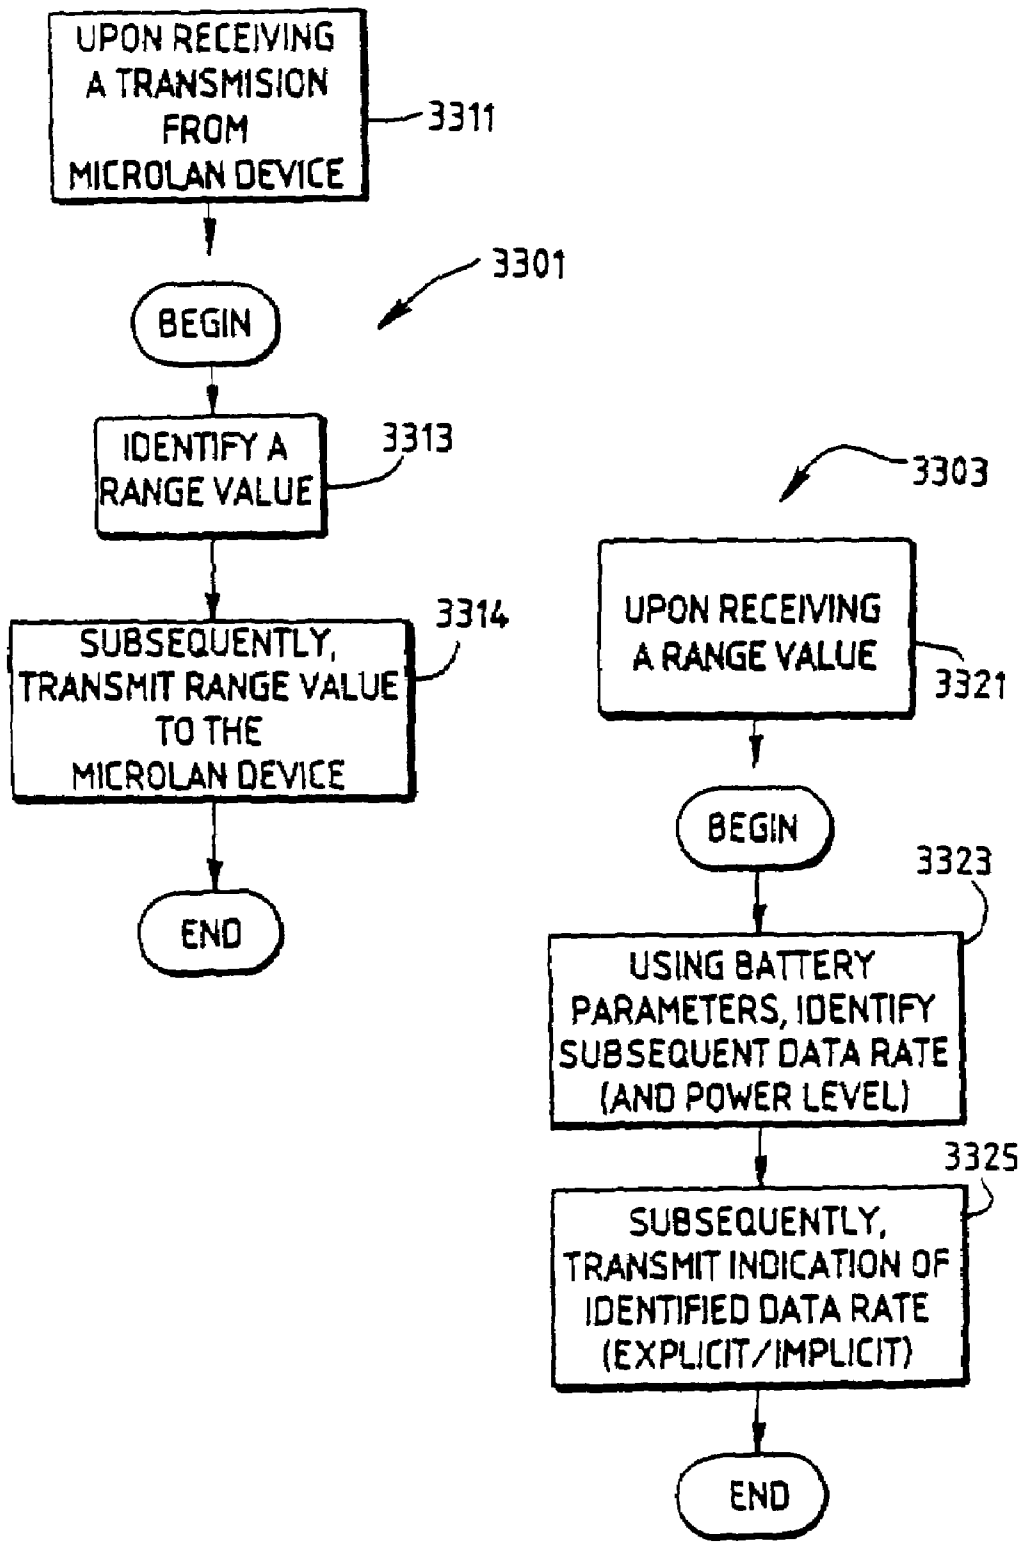 UPON RECEIVING
A TRANSMISION
FROM
MICROLAN DEVICE
3311
3301
BEGIN
IDENTIFY A
RANGE VALUE
3313
SUBSEQUENTLY,
TRANSMIT RANGE VALUE
TO THE
MICROLAN DEVICE
3314
END
3303
UPON RECEIVING
A RANGE VALUE
3321
BEGIN
3323
USING BATTERY
PARAMETERS, IDENTIFY
SUBSEQUENT DATA RATE
(AND POWER LEVEL)
3325
SUBSEQUENTLY,
TRANSMIT INDICATION OF
IDENTIFIED DATA RATE
(EXPLICIT/IMPLICIT)
END